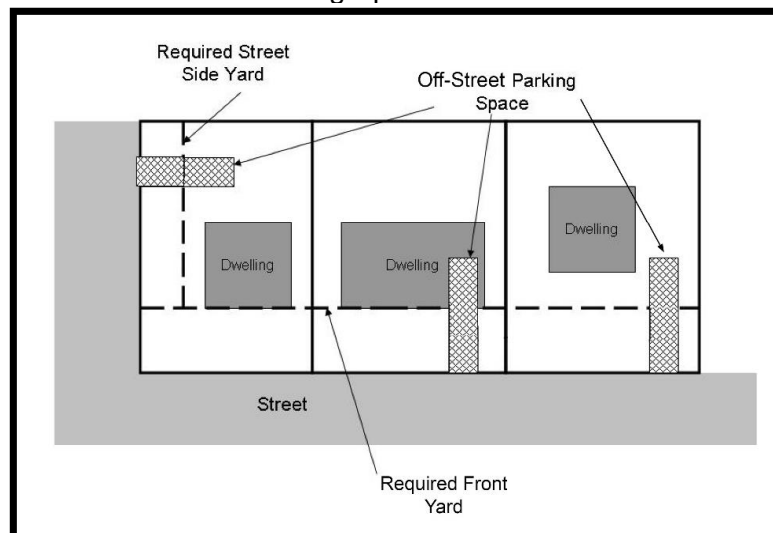 Required Street
Side Yard
Off-Street Parking
Space
Dwelling
Dwelling
Dwelling
Street
Required Front
Yard